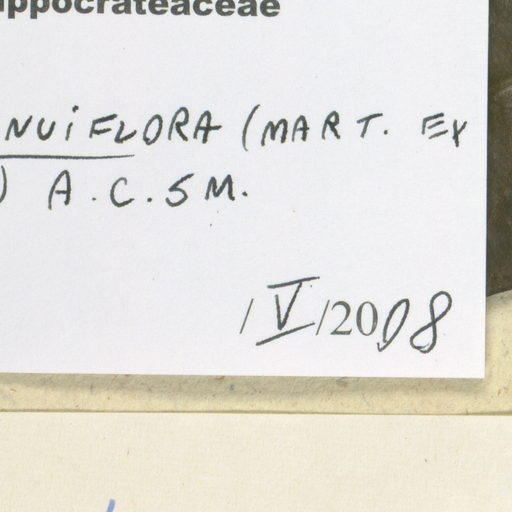 ippocrateaceae
NUiFLORA (MART. EX
) A.C.SM.
/V/2008